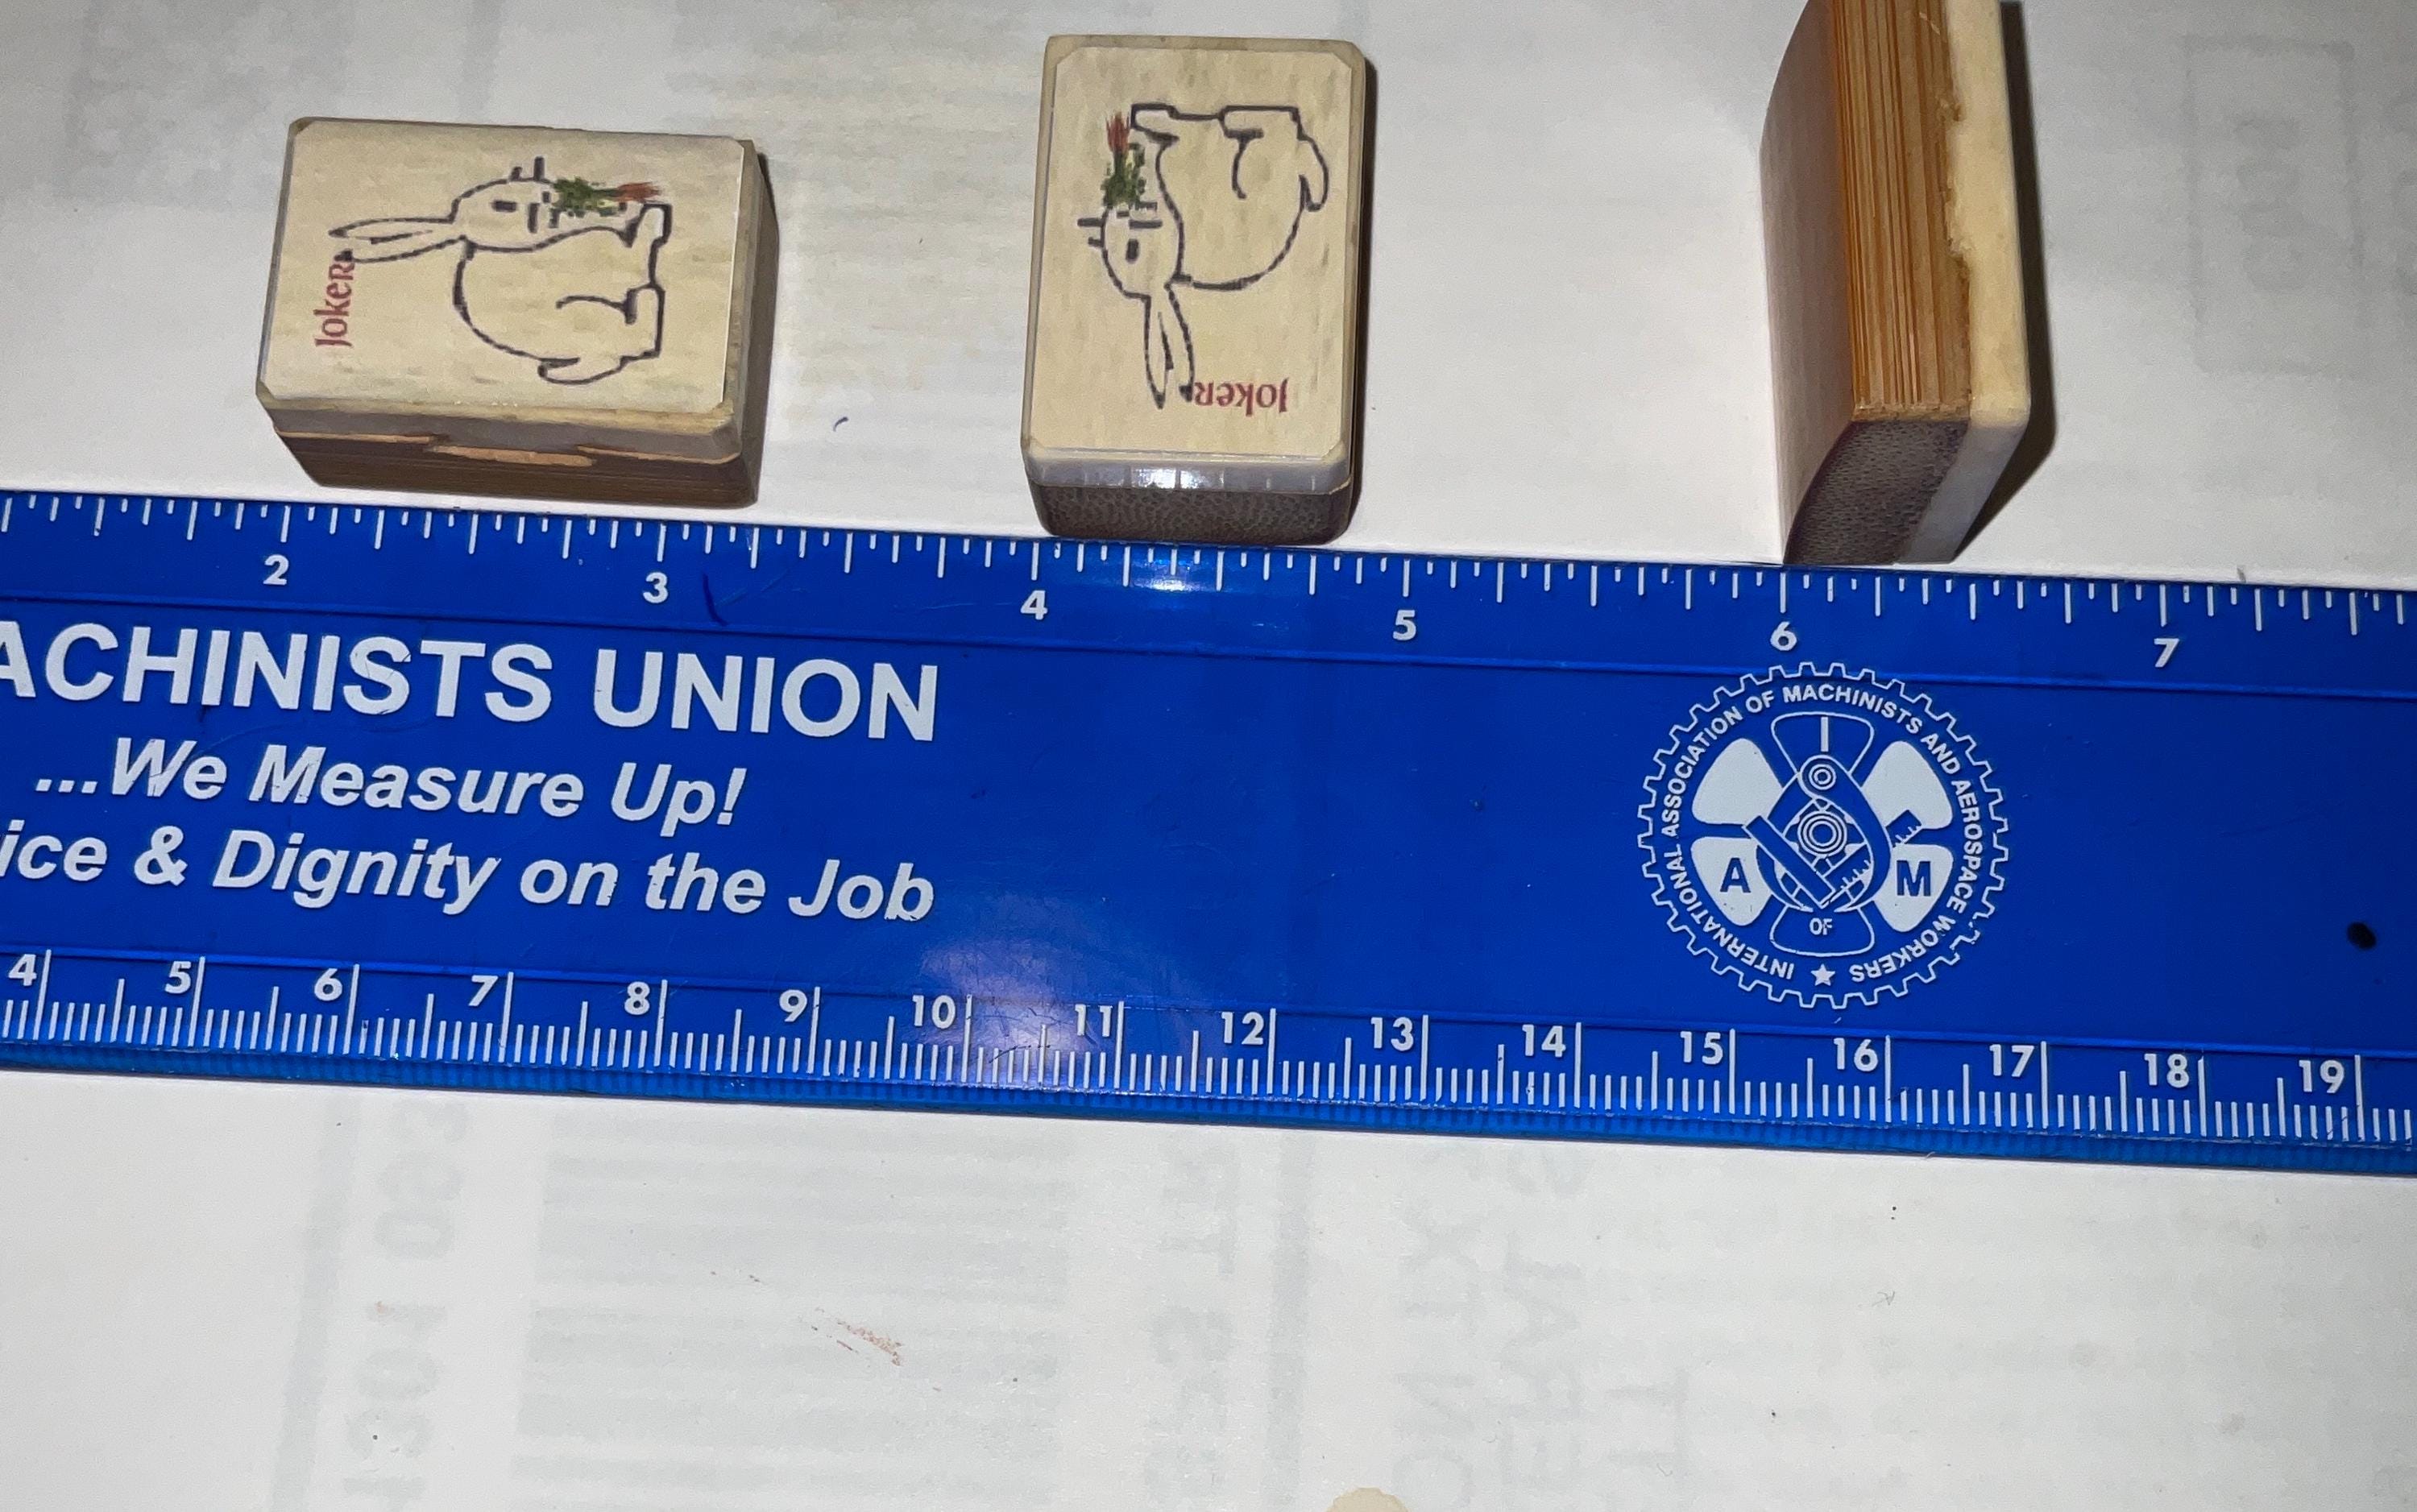 JokeR
JokeR
2 3 4 5 6 7
ACHINISTS UNION
...We Measure Up!
ice & Dignity on the Job
INTERNATIONAL ASSOCIATION OF MACHINISTS AND AEROSPACE WORKERS
I
A M
OF
4 5 6 7 8 9 10 11 12 13 14 15 16 17 18 19